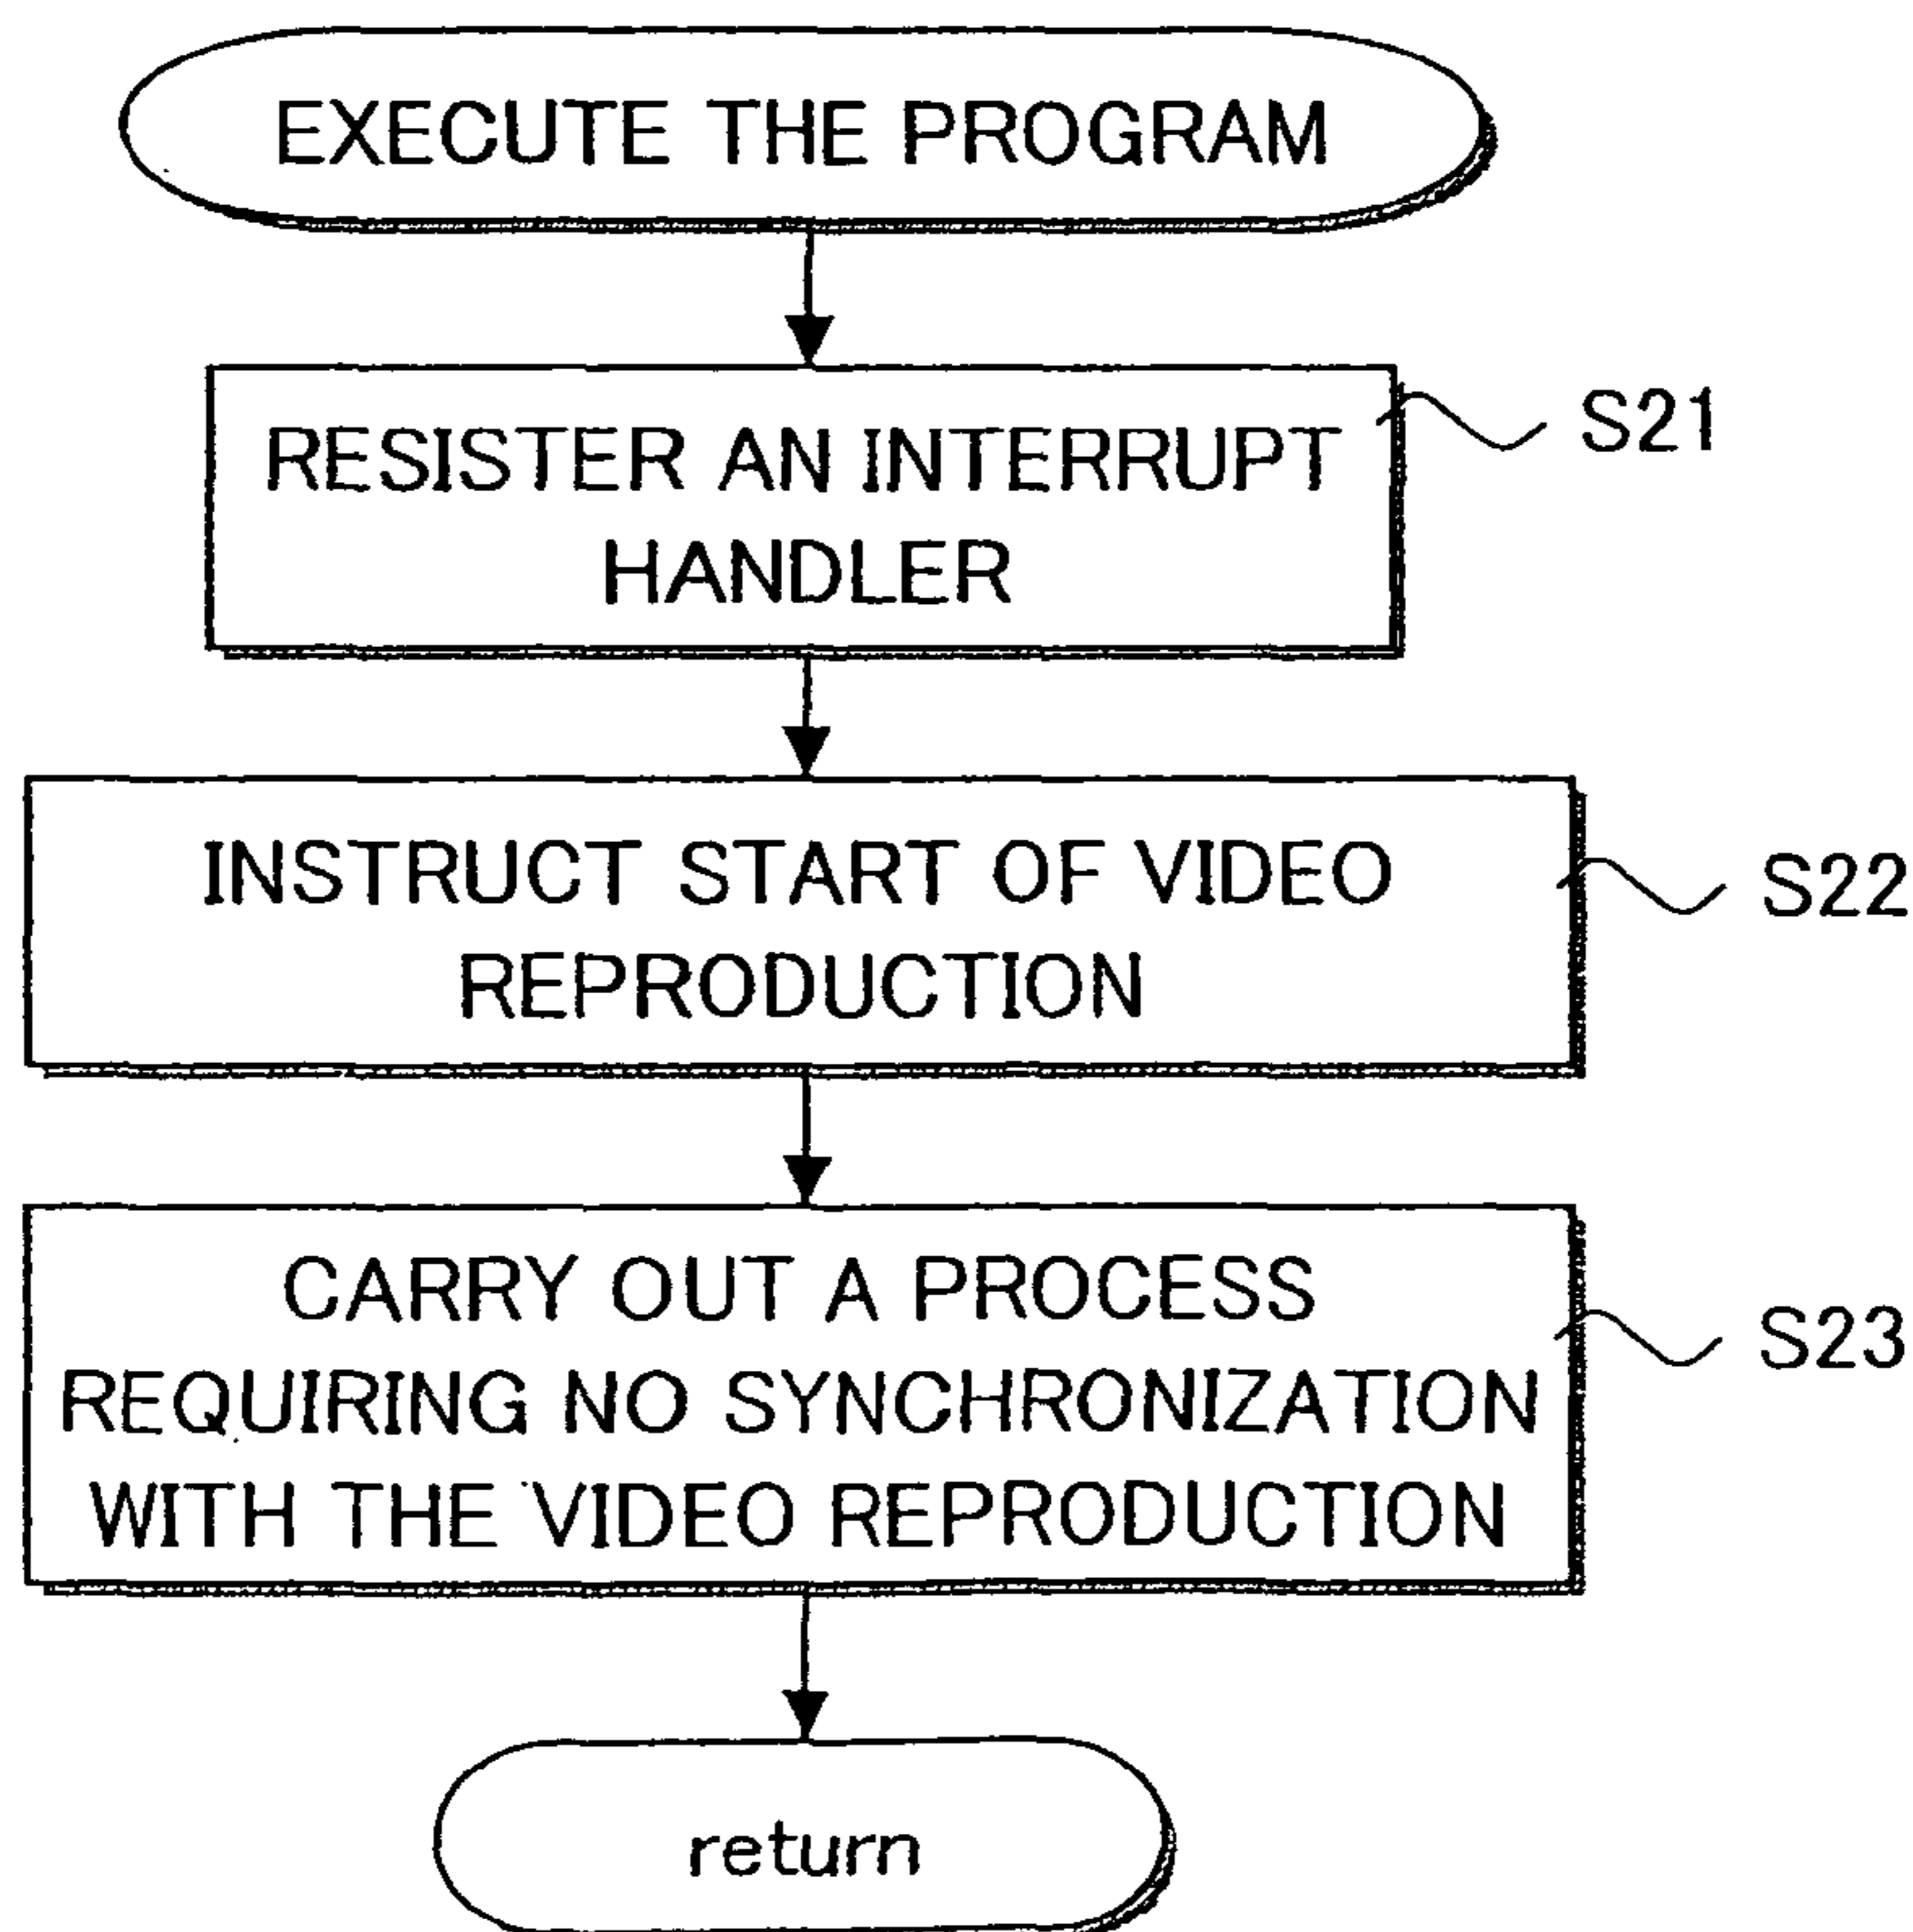 EXECUTE THE PROGRAM
RESISTER AN INTERRUPT
HANDLER
S21
INSTRUCT START OF VIDEO
REPRODUCTION
S22
CARRY OUT A PROCESS
REQUIRING NO SYNCHRONIZATION
WITH THE VIDEO REPRODUCTION
S23
return